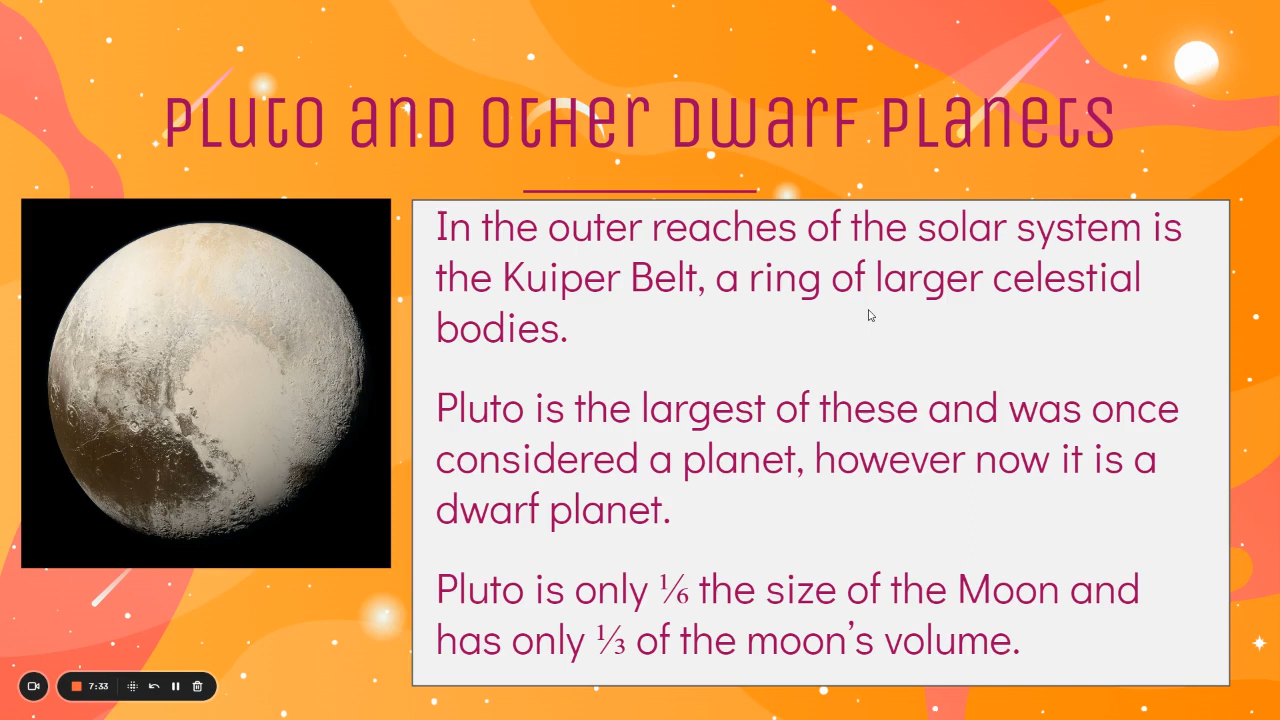 Pluto and Other Dwarf Planets
In the outer reaches of the solar system is
the Kuiper Belt, a ring of larger celestial
bodies.
Pluto is the largest of these and was once
considered a planet, however now it is a
dwarf planet.
Pluto is only ⅙ the size of the Moon and
has only ⅓ of the moon’s volume.
7:33